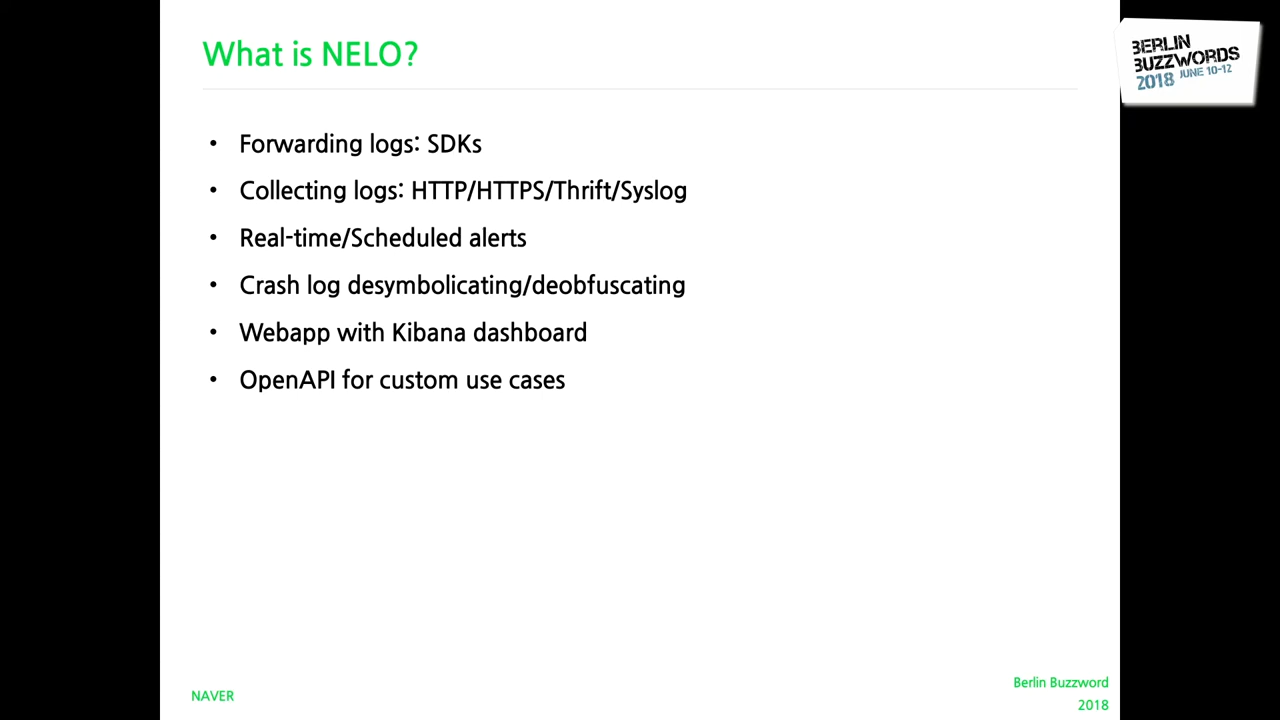 What is NELO?
BERLIN
BUZZWORDS
2018 JUNE 10-12
• Forwarding logs: SDKs
• Collecting logs: HTTP/HTTPS/Thrift/Syslog
• Real-time/Scheduled alerts
• Crash log desymbolicating/deobfuscating
• Webapp with Kibana dashboard
• OpenAPI for custom use cases
NAVER
Berlin Buzzword
2018